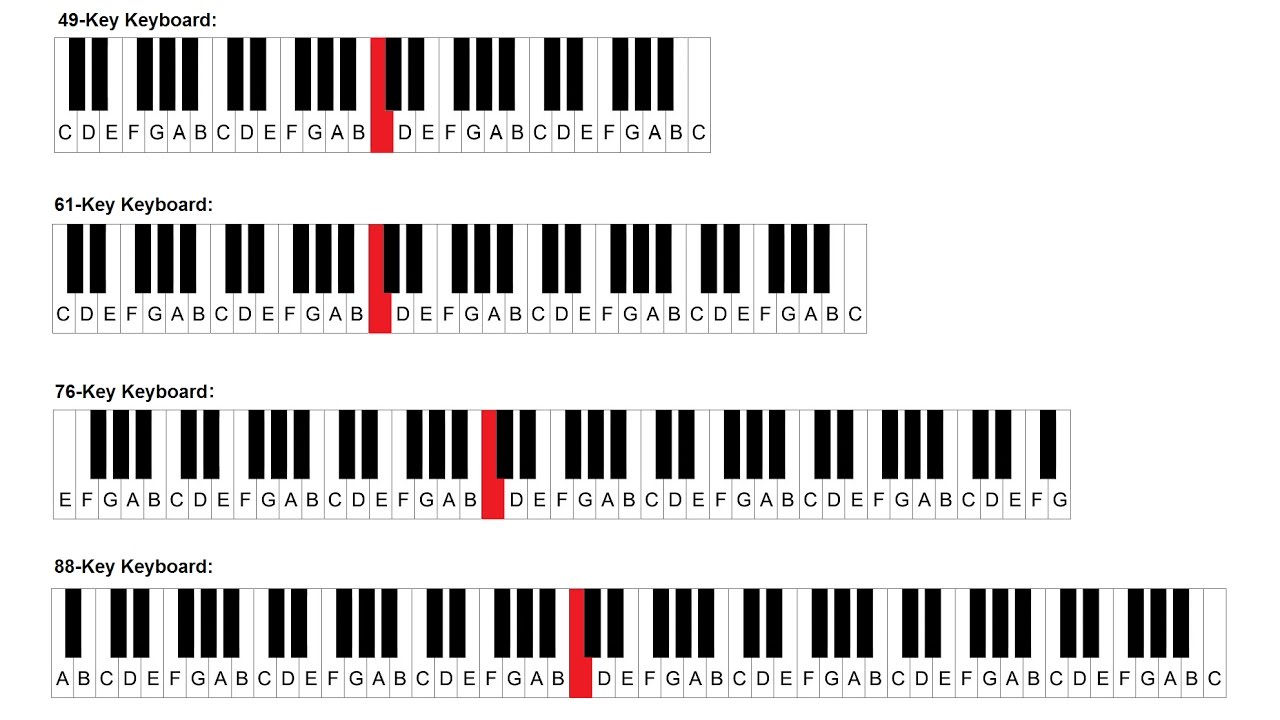 49-Key Keyboard:
C D E F G A B C D E F G A B D E F G A B C D E F G A B C
61-Key Keyboard:
C D E F G A B C D E F G A B D E F G A B C D E F G A B C D E F G A B C
76-Key Keyboard:
E F G A B C D E F G A B C D E F G A B D E F G A B C D E F G A B C D E F G A B C D E F G
88-Key Keyboard:
A B C D E F G A B C D E F G A B C D E F G A B D E F G A B C D E F G A B C D E F G A B C D E F G A B C